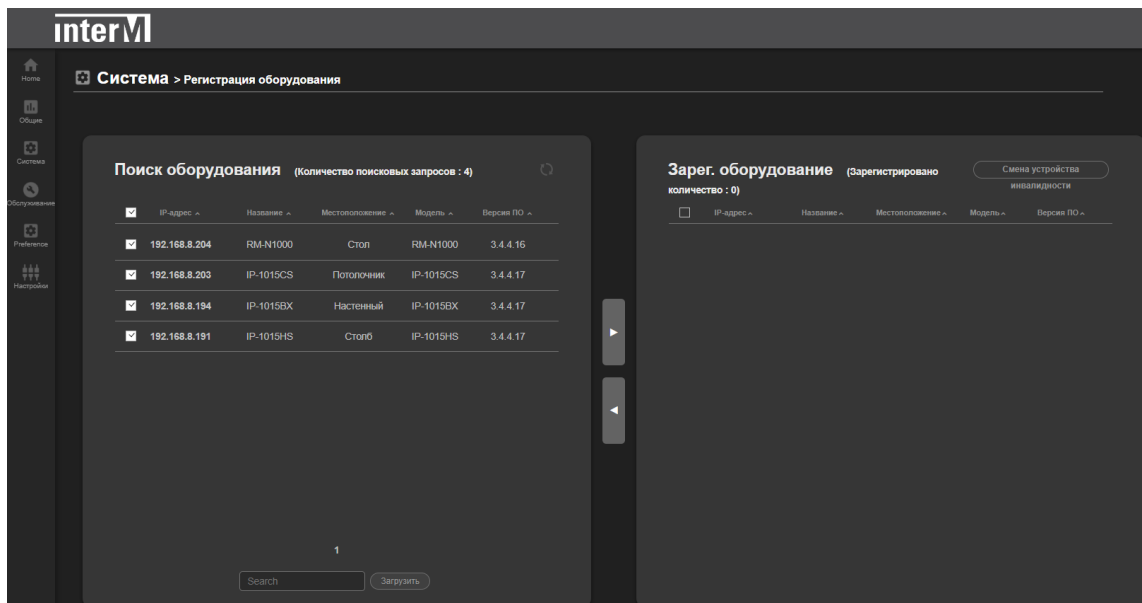 interM
Home
Общие
Система
Обслуживание
Preference
Настройки
Система > Регистрация оборудования
Поиск оборудования (Количество поисковых запросов : 4)
IP-адрес Название Местоположение Модель Версия ПО
192.168.8.204 RM-N1000 Стол RM-N1000 3.4.4.16
192.168.8.203 IP-1015CS Потолочник IP-1015CS 3.4.4.17
192.168.8.194 IP-1015BX Настенный IP-1015BX 3.4.4.17
192.168.8.191 IP-1015HS Столб IP-1015HS 3.4.4.17
1
Search Загрузить
Зарег. оборудование (Зарегистрировано
количество : 0)
Смена устройства
инвалидности
IP-адрес Название Местоположение Модель Версия ПО